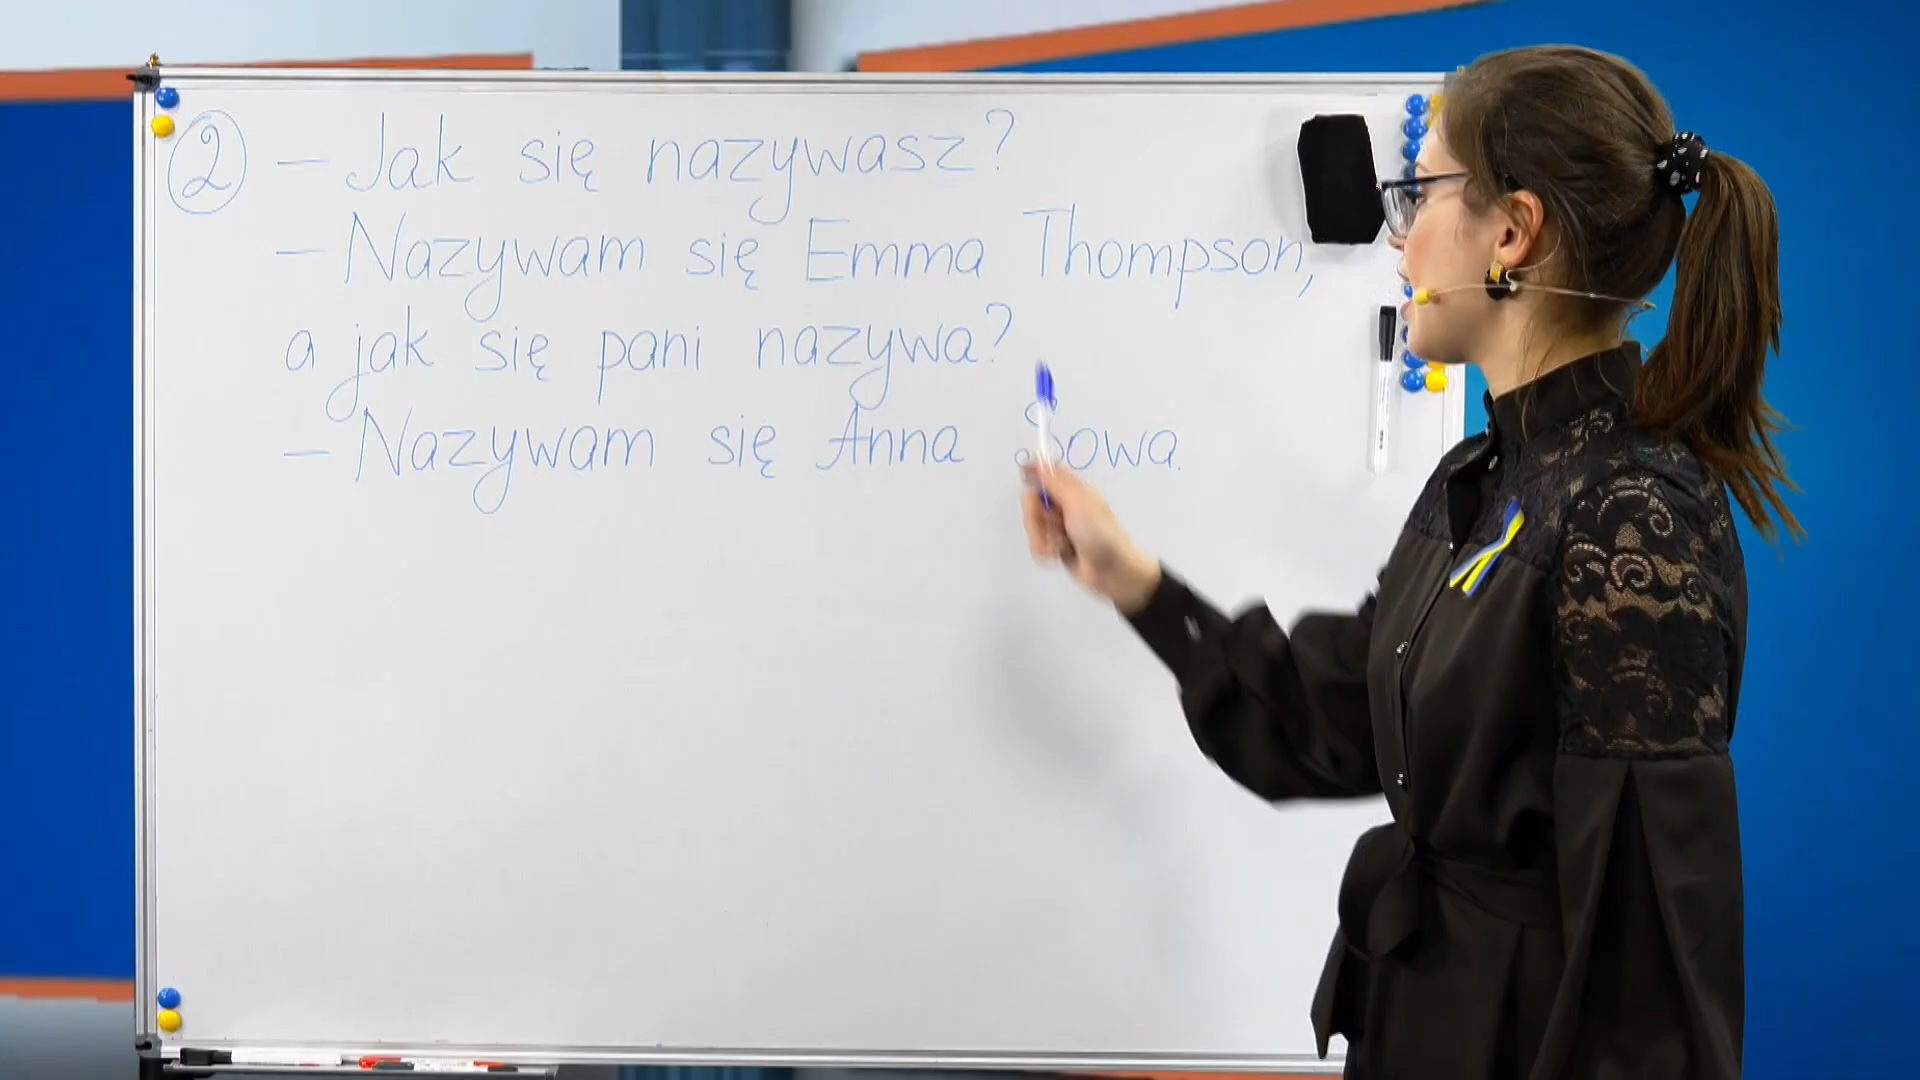 ② – Jak się nazywasz?
– Nazywam się Emma Thompson,
a jak się pani nazywa?
– Nazywam się Anna Sowa.